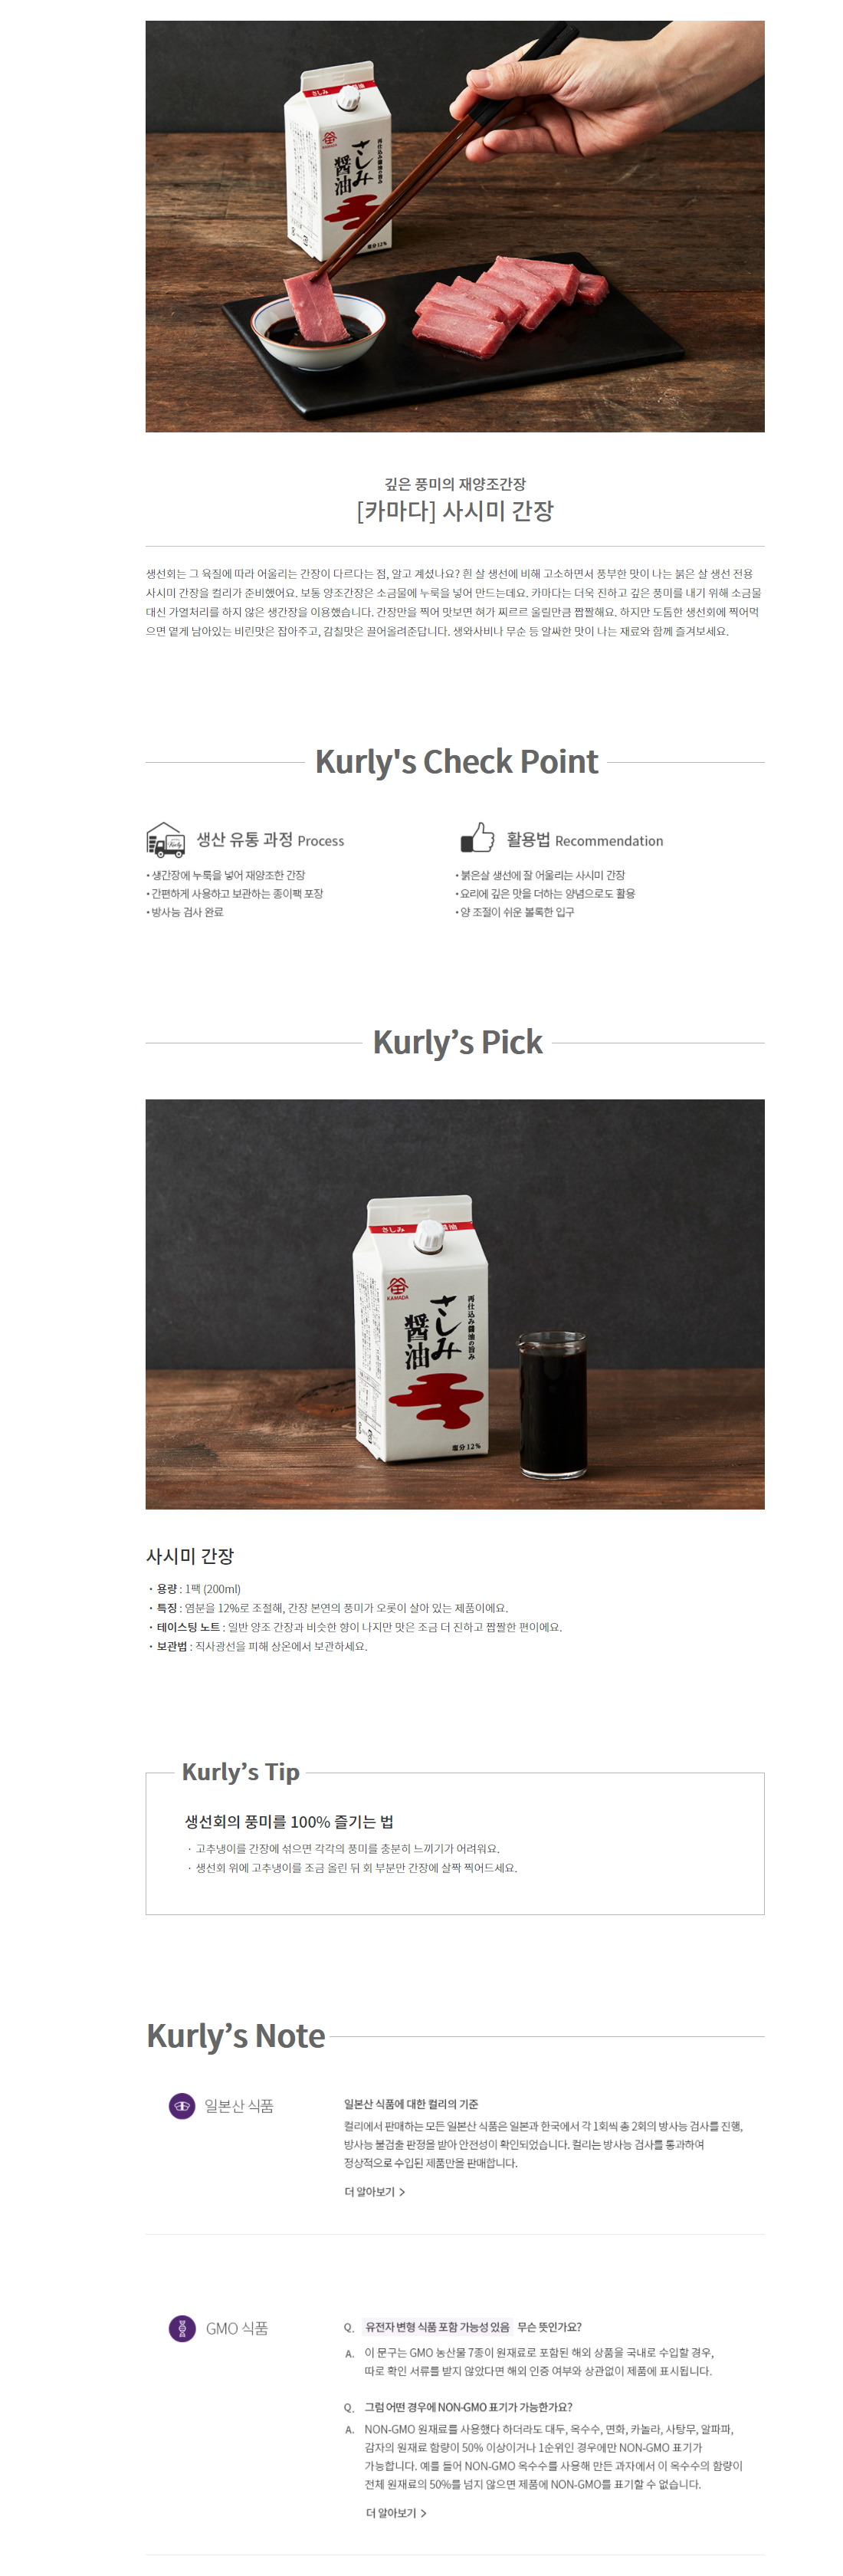 さしみ
醤油
KAMADA
再仕込み醤油の旨み
さしみ
醤油
塩分12%
깊은 풍미의 재양조간장
[카마다] 사시미 간장
생선회는 그 육질에 따라 어울리는 간장이 다르다는 점, 알고 계셨나요? 흰 살 생선에 비해 고소하면서 풍부한 맛이 나는 붉은 살 생선 전용
사시미 간장을 컬리가 준비했어요. 보통 양조간장은 소금물에 누룩을 넣어 만드는데요. 카마다는 더욱 진하고 깊은 풍미를 내기 위해 소금물
대신 가열처리를 하지 않은 생간장을 이용했습니다. 간장만을 찍어 맛보면 혀가 찌르르 울릴만큼 짭짤해요. 하지만 도톰한 생선회에 찍어먹
으면 옅게 남아있는 비린맛은 잡아주고, 감칠맛은 끌어올려준답니다. 생와사비나 무순 등 알싸한 맛이 나는 재료와 함께 즐겨보세요.
Kurly's Check Point
생산 유통 과정 Process
• 생간장에 누룩을 넣어 재양조한 간장
• 간편하게 사용하고 보관하는 종이팩 포장
• 방사능 검사 완료
활용법 Recommendation
• 붉은살 생선에 잘 어울리는 사시미 간장
• 요리에 깊은 맛을 더하는 양념으로도 활용
• 양 조절이 쉬운 볼록한 입구
Kurly’s Pick
さしみ
醤油
KAMADA
再仕込み醤油の旨み
さしみ
醤油
塩分12%
사시미 간장
· 용량 : 1팩 (200ml)
· 특징 : 염분을 12%로 조절해, 간장 본연의 풍미가 오롯이 살아 있는 제품이에요.
· 테이스팅 노트 : 일반 양조 간장과 비슷한 향이 나지만 맛은 조금 더 진하고 짭짤한 편이에요.
· 보관법 : 직사광선을 피해 상온에서 보관하세요.
Kurly’s Tip
생선회의 풍미를 100% 즐기는 법
· 고추냉이를 간장에 섞으면 각각의 풍미를 충분히 느끼기가 어려워요.
· 생선회 위에 고추냉이를 조금 올린 뒤 회 부분만 간장에 살짝 찍어드세요.
Kurly’s Note
일본산 식품
일본산 식품에 대한 컬리의 기준
컬리에서 판매하는 모든 일본산 식품은 일본과 한국에서 각 1회씩 총 2회의 방사능 검사를 진행,
방사능 불검출 판정을 받아 안전성이 확인되었습니다. 컬리는 방사능 검사를 통과하여
정상적으로 수입된 제품만을 판매합니다.
더 알아보기 >
GMO 식품
Q. 유전자 변형 식품 포함 가능성 있음 무슨 뜻인가요?
A. 이 문구는 GMO 농산물 7종이 원재료로 포함된 해외 상품을 국내로 수입할 경우,
따로 확인 서류를 받지 않았다면 해외 인증 여부와 상관없이 제품에 표시됩니다.
Q. 그럼 어떤 경우에 NON-GMO 표기가 가능한가요?
A. NON-GMO 원재료를 사용했다 하더라도 대두, 옥수수, 면화, 카놀라, 사탕무, 알파파,
감자의 원재료 함량이 50% 이상이거나 1순위인 경우에만 NON-GMO 표기가
가능합니다. 예를 들어 NON-GMO 옥수수를 사용해 만든 과자에서 이 옥수수의 함량이
전체 원재료의 50%를 넘지 않으면 제품에 NON-GMO를 표기할 수 없습니다.
더 알아보기 >